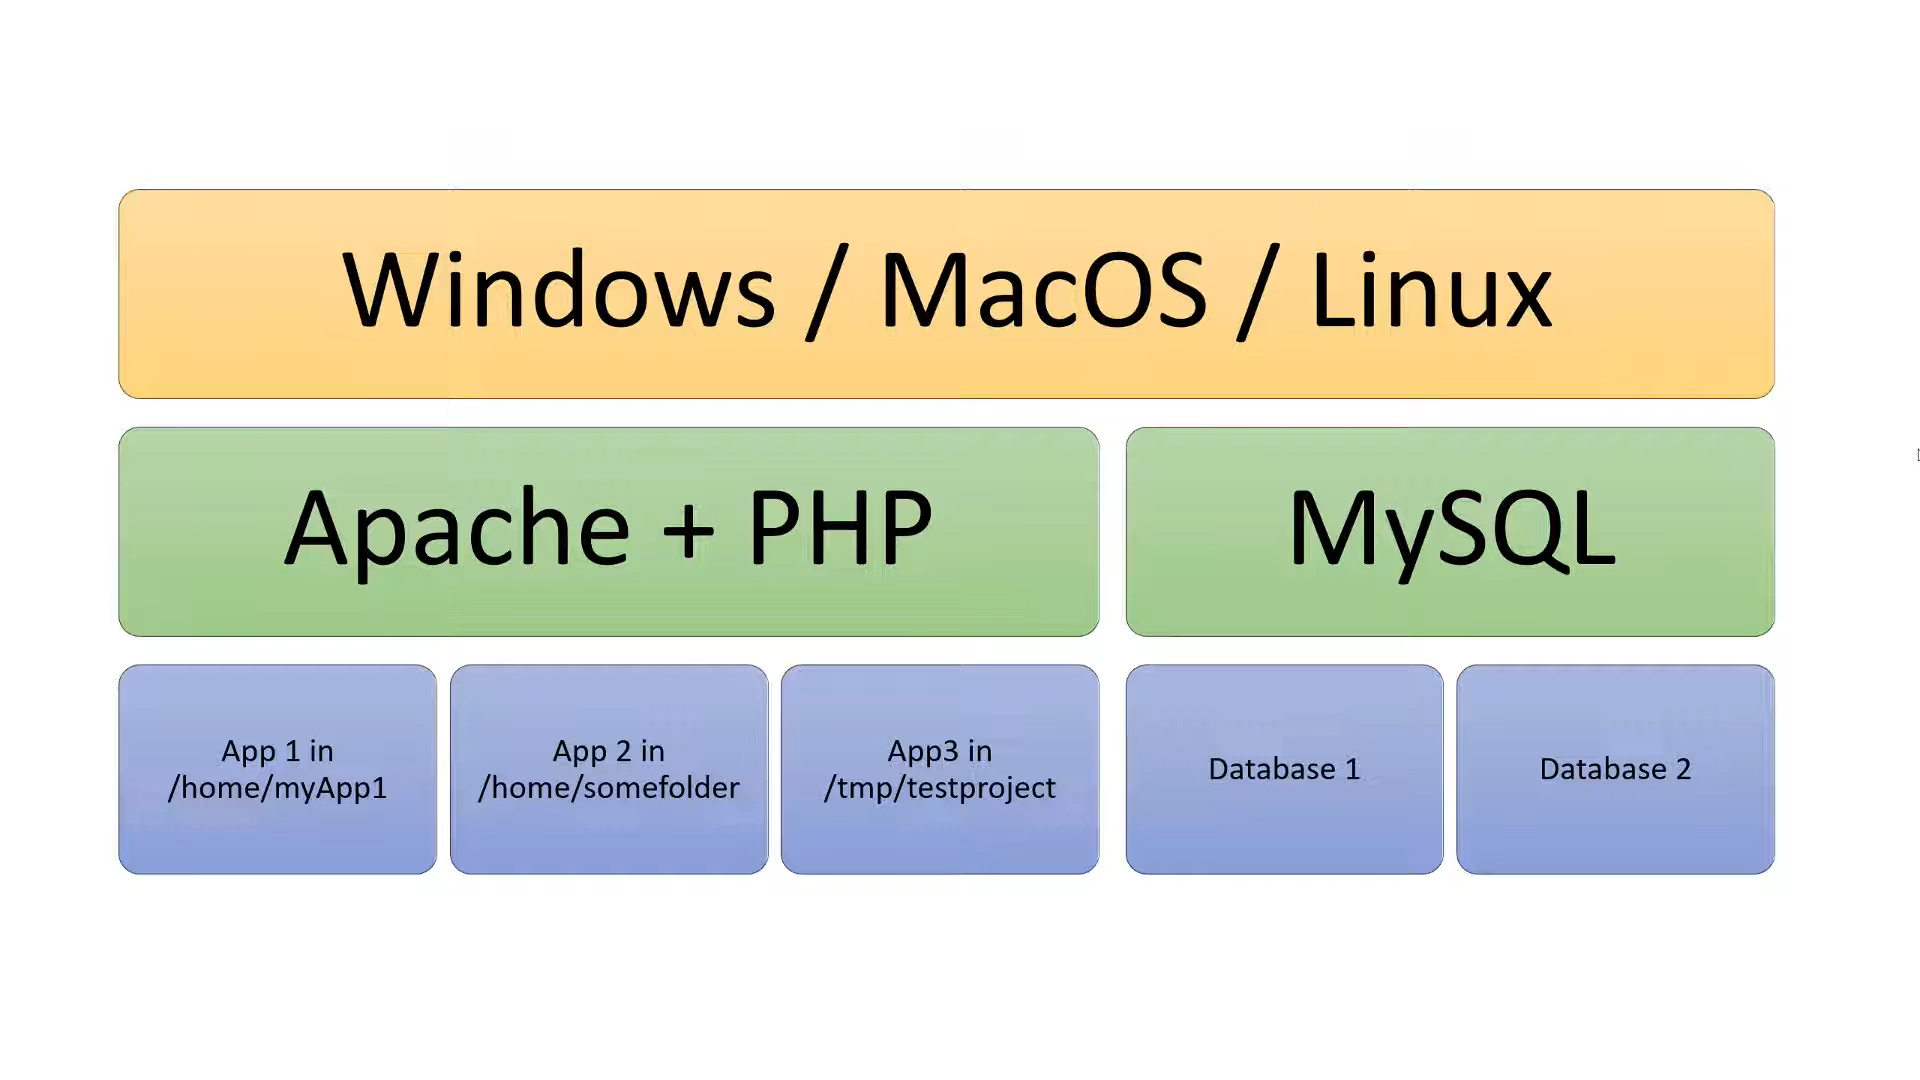 Windows / MacOS / Linux
Apache + PHP
MySQL
App 1 in
/home/myApp1
App 2 in
/home/somefolder
App3 in
/tmp/testproject
Database 1
Database 2